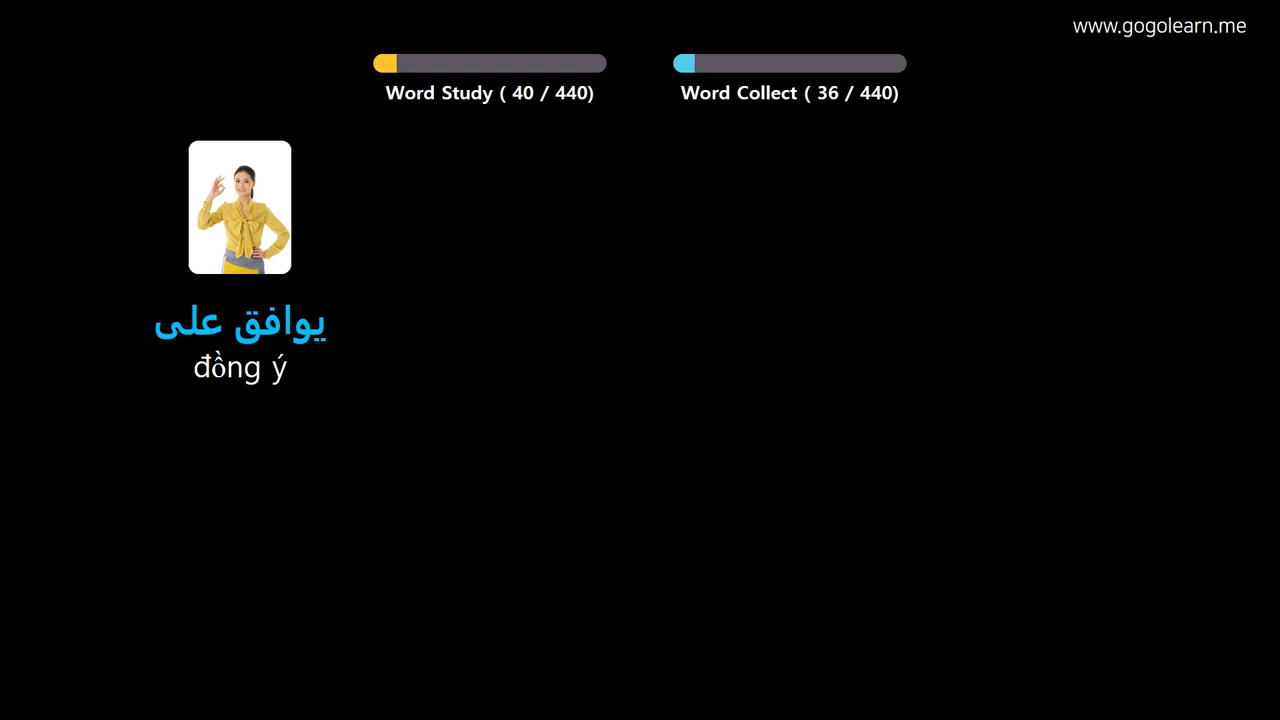 www.gogolearn.me
Word Study ( 40 / 440)
Word Collect ( 36 / 440)
يوافق على
đồng ý